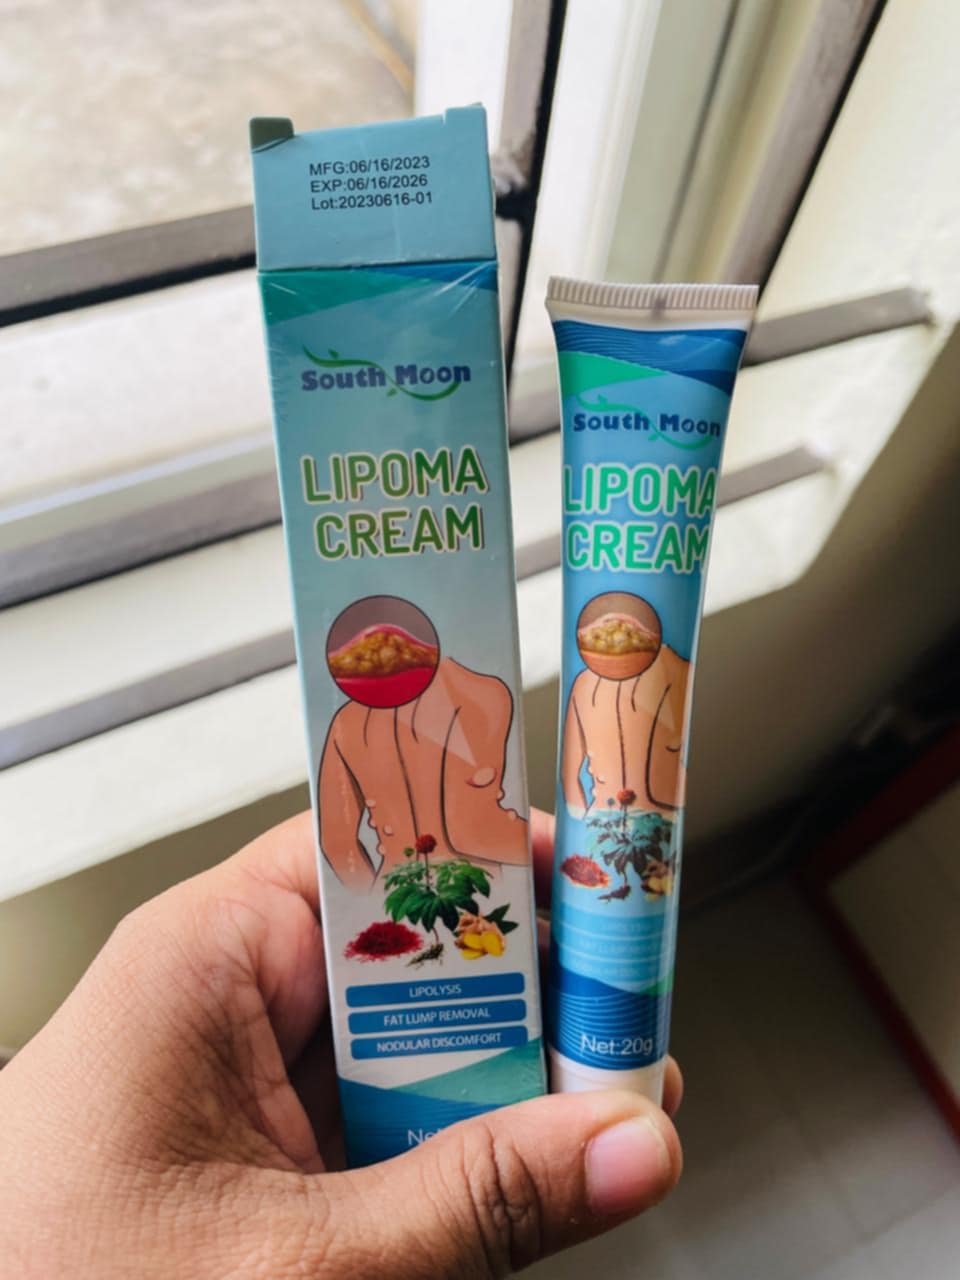 MFG:06/16/2023
EXP:06/16/2026
Lot:20230616-01
South Moon
LIPOMA
CREAM
LIPOLYSIS
FAT LUMP REMOVAL
NODULAR DISCOMFORT
South Moon
LIPOMA
CREAM
Net:20g